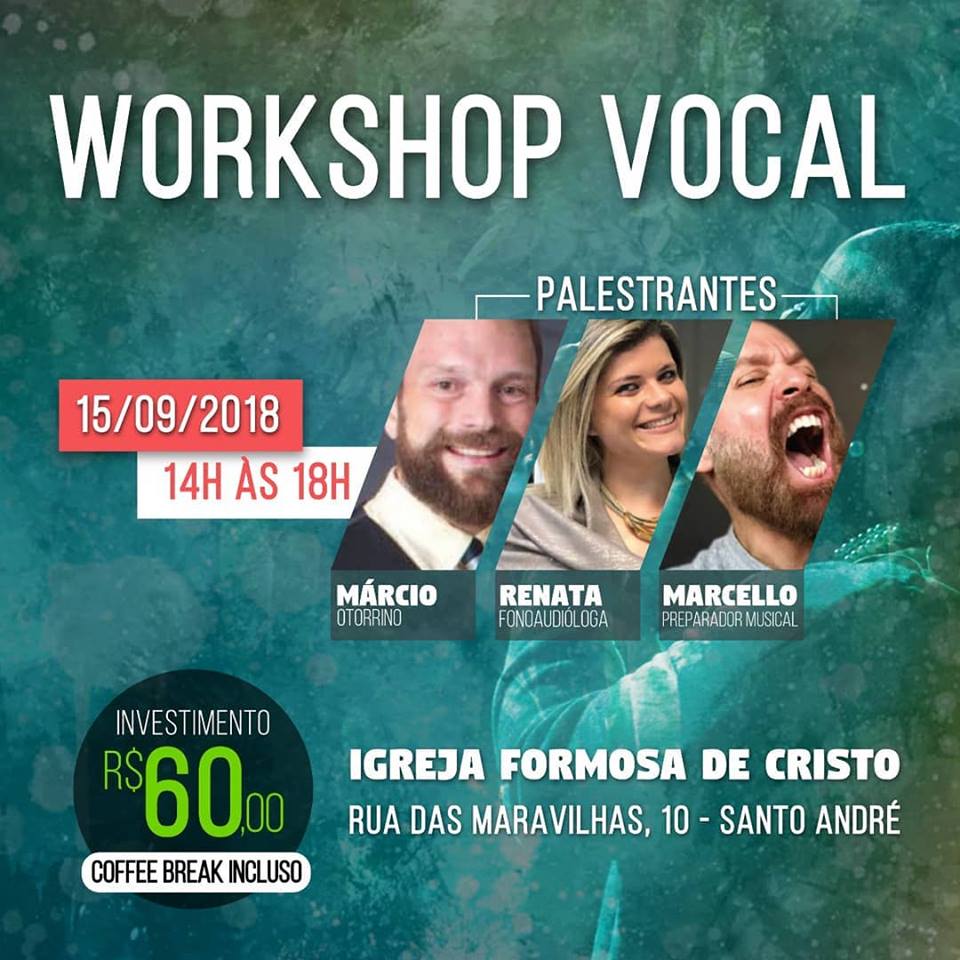 WORKSHOP VOCAL
PALESTRANTES
15/09/2018
14H ÀS 18H
MÁRCIO
OTORRINO
RENATA
FONOAUDIÓLOGA
MARCELLO
PREPARADOR MUSICAL
INVESTIMENTO
R$60,00
COFFEE BREAK INCLUSO
IGREJA FORMOSA DE CRISTO
RUA DAS MARAVILHAS, 10 - SANTO ANDRÉ